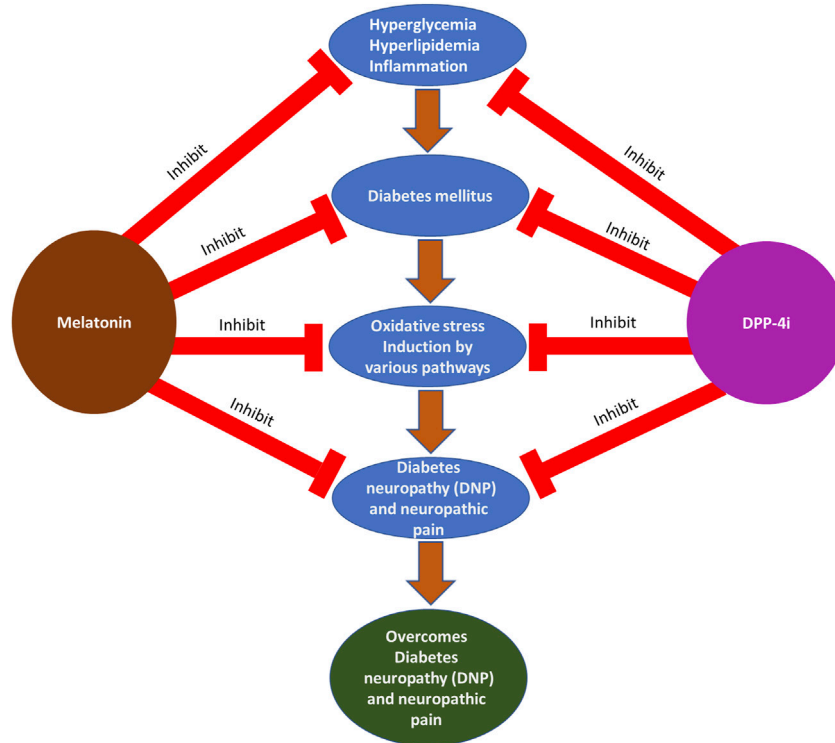 Hyperglycemia
Hyperlipidemia
Inflammation
Inhibit
Inhibit
Diabetes mellitus
Inhibit
Inhibit
Melatonin
Inhibit
Oxidative stress
Induction by
various pathways
Inhibit
DPP-4i
Inhibit
Inhibit
Diabetes
neuropathy (DNP)
and neuropathic
pain
Overcomes
Diabetes
neuropathy (DNP)
and neuropathic
pain